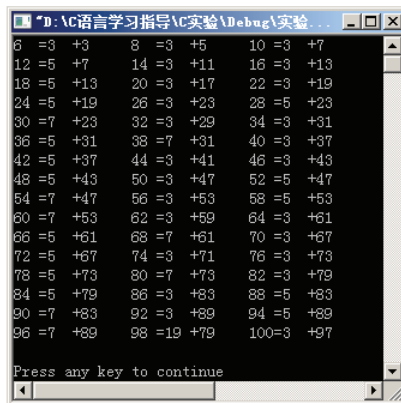 "D:\C语言学习指导\C实验\Debug\实验...
6 =3 +3 8 =3 +5 10 =3 +7
12 =5 +7 14 =3 +11 16 =3 +13
18 =5 +13 20 =3 +17 22 =3 +19
24 =5 +19 26 =3 +23 28 =5 +23
30 =7 +23 32 =3 +29 34 =3 +31
36 =5 +31 38 =7 +31 40 =3 +37
42 =5 +37 44 =3 +41 46 =3 +43
48 =5 +43 50 =3 +47 52 =5 +47
54 =7 +47 56 =3 +53 58 =5 +53
60 =7 +53 62 =3 +59 64 =3 +61
66 =5 +61 68 =7 +61 70 =3 +67
72 =5 +67 74 =3 +71 76 =3 +73
78 =5 +73 80 =7 +73 82 =3 +79
84 =5 +79 86 =3 +83 88 =5 +83
90 =7 +83 92 =3 +89 94 =5 +89
96 =7 +89 98 =19 +79 100=3 +97
Press any key to continue